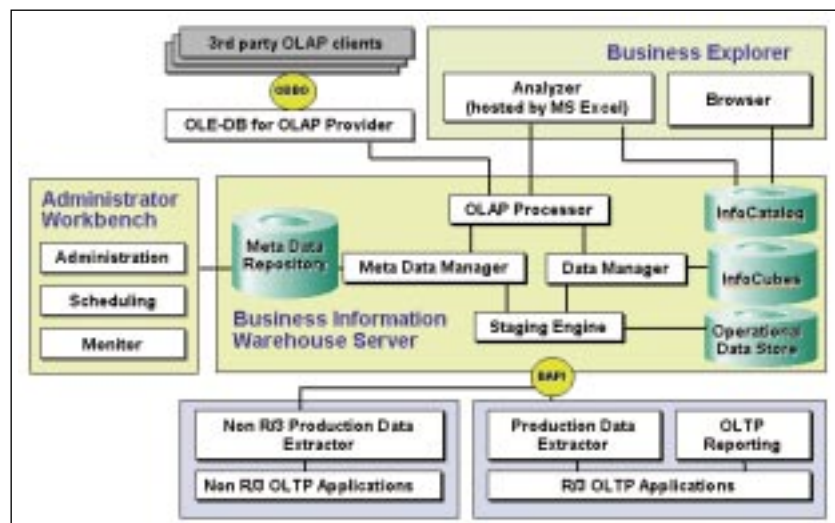 3rd party OLAP clients
ODBO
OLE-DB for OLAP Provider
Business Explorer
Analyzer
(hosted by MS Excel)
Browser
Administrator
Workbench
Administration
Scheduling
Moniter
Meta Data
Repository
OLAP Processor
Meta Data Manager
Data Manager
Staging Engine
InfoCatalog
InfoCubes
Operational
Data Store
Business Information
Warehouse Server
BAPI
Non R/3 Production Data
Extractor
Non R/3 OLTP Applications
Production Data
Extractor
OLTP
Reporting
R/3 OLTP Applications